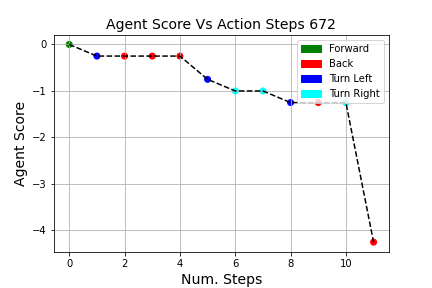 Agent Score Vs Action Steps 672
Forward
Back
Turn Left
Turn Right
Agent Score
0
−1
−2
−3
−4
0
2
4
6
8
10
Num. Steps